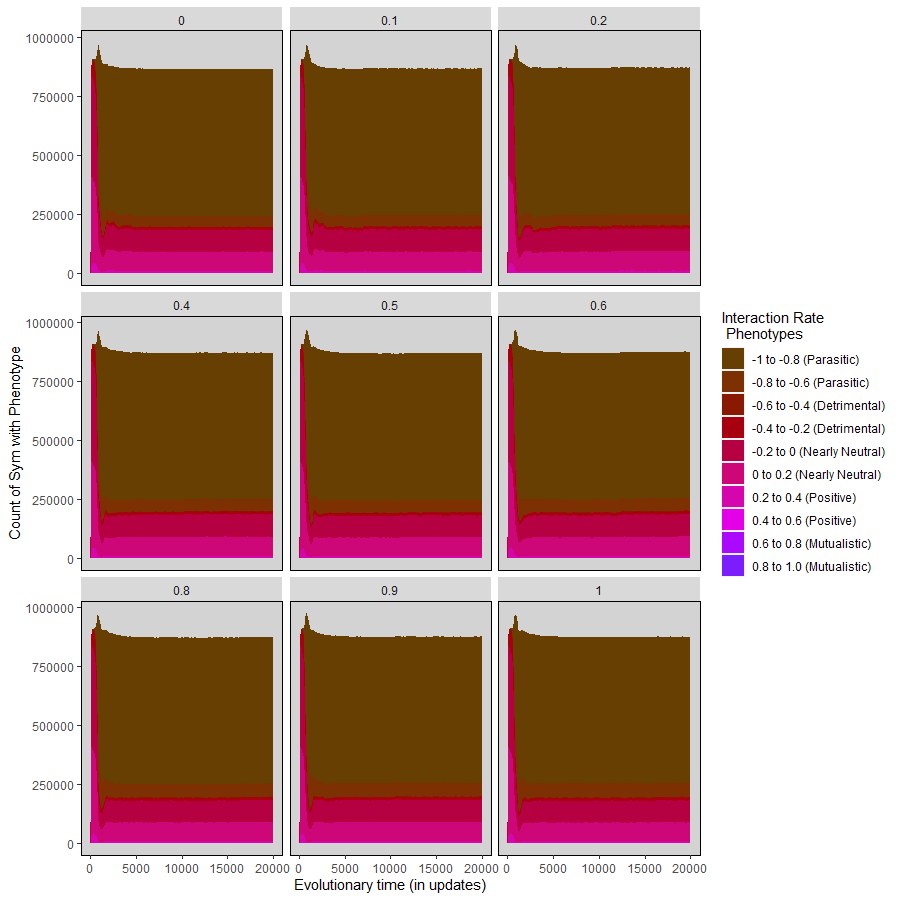 0 0.1 0.2
1000000
750000
500000
250000
0
0.4 0.5 0.6
1000000
750000
500000
250000
0
0.8 0.9 1
1000000
750000
500000
250000
0
0 5000 10000 15000 20000 0 5000 10000 15000 20000 0 5000 10000 15000 20000
Evolutionary time (in updates)
Count of Sym with Phenotype
Interaction Rate
Phenotypes
-1 to -0.8 (Parasitic)
-0.8 to -0.6 (Parasitic)
-0.6 to -0.4 (Detrimental)
-0.4 to -0.2 (Detrimental)
-0.2 to 0 (Nearly Neutral)
0 to 0.2 (Nearly Neutral)
0.2 to 0.4 (Positive)
0.4 to 0.6 (Positive)
0.6 to 0.8 (Mutualistic)
0.8 to 1.0 (Mutualistic)